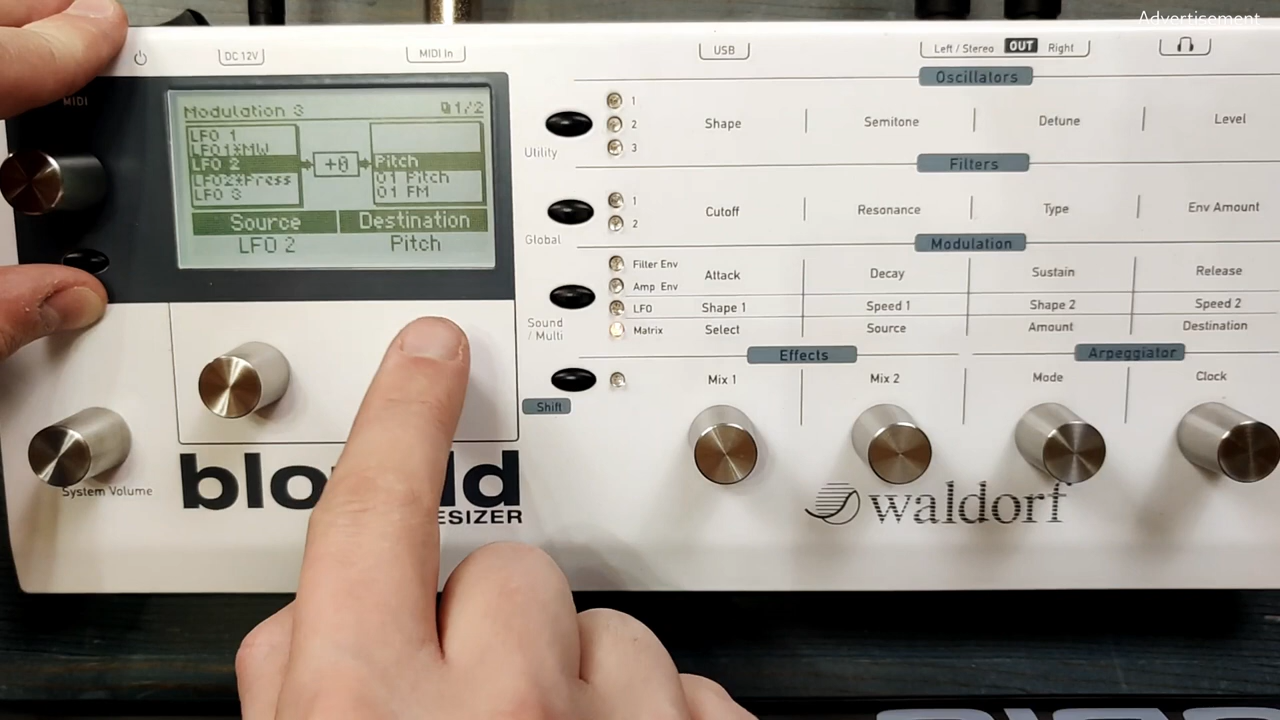 Advertisement
DC 12V
MIDI In
USB
Left / Stereo OUT Right
MIDI
Modulation 3 1/2
LFO 1
LFO1*MW
LFO 2
LFO2*Press
LFO 3
+0
Pitch
O1 Pitch
O1 FM
Source Destination
LFO 2 Pitch
Oscillators
1
2
3
Utility
Shape Semitone Detune Level
Filters
1
2
Global
Cutoff Resonance Type Env Amount
Modulation
Filter Env Attack Decay Sustain Release
Amp Env
LFO Shape 1 Speed 1 Shape 2 Speed 2
Matrix Select Source Amount Destination
Sound
/ Multi
Effects Arpeggiator
Mix 1 Mix 2 Mode Clock
Shift
System Volume
waldorf